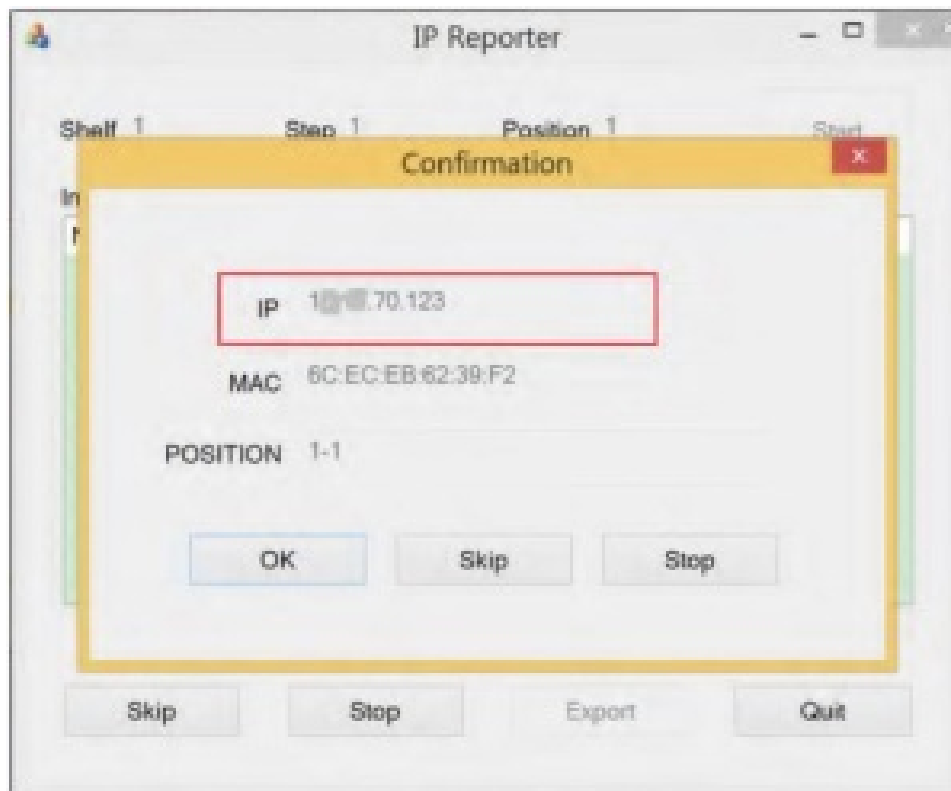 IP Reporter
Shelf 1 Step 1 Position 1 Start
Confirmation
IP .70.123
MAC 6C:EC:EB:62:39:F2
POSITION 1-1
OK Skip Stop
Skip Stop Export Quit